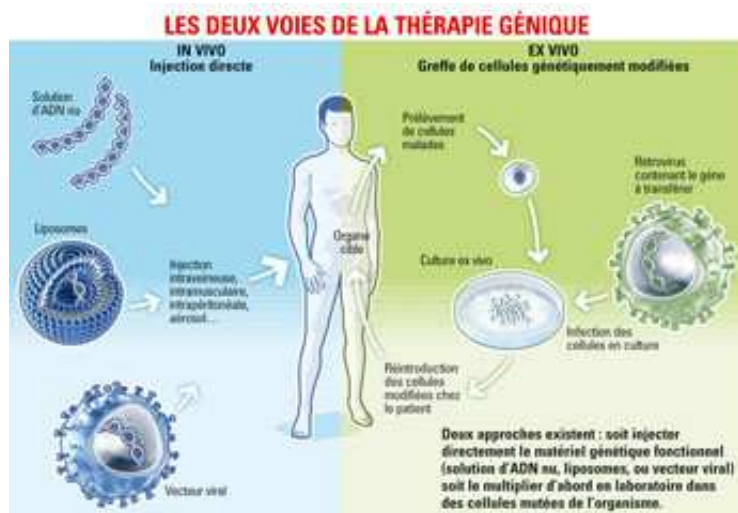 LES DEUX VOIES DE LA THÉRAPIE GÉNIQUE
IN VIVO
Injection directe
Solution
d'ADN nu
Liposomes
Injection
intraveineuse,
intramusculaire,
intrapéritonéale,
aérosol...
Vecteur viral
Organe
cible
EX VIVO
Greffe de cellules génétiquement modifiées
Prélèvement
de cellules
malades
Rétrovirus
contenant le gène
à transférer
Culture ex vivo
Infection des
cellules en culture
Réintroduction
des cellules
modifiées chez
le patient
Deux approches existent : soit injecter
directement le matériel génétique fonctionnel
(solution d'ADN nu, liposomes, ou vecteur viral)
soit le multiplier d'abord en laboratoire dans
des cellules mutées de l'organisme.